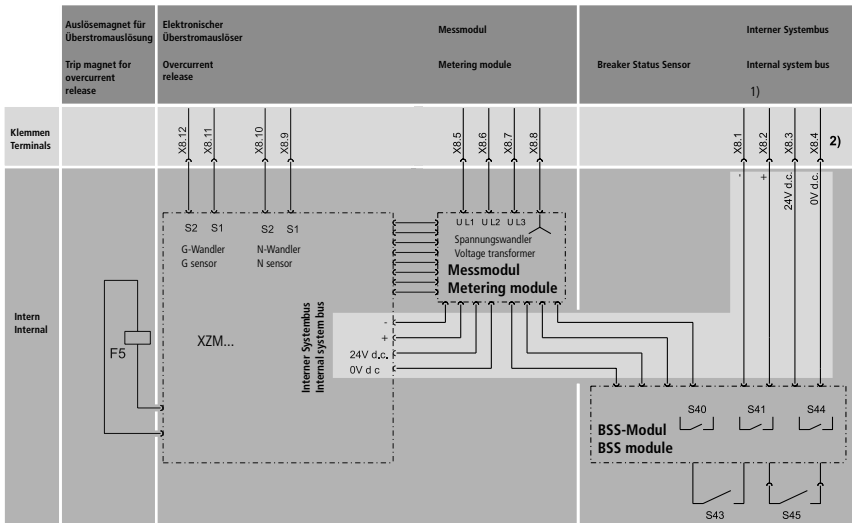 Auslösemagnet für
Überstromauslösung
Trip magnet for
overcurrent
release
Elektronischer
Überstromauslöser
Overcurrent
release
Messmodul
Metering module
Breaker Status Sensor
Interner Systembus
Internal system bus
1)
Klemmen
Terminals
X8.12
X8.11
X8.10
X8.9
X8.5
X8.6
X8.7
X8.8
X8.1
X8.2
X8.3
X8.4
2)
-
+
24V d.c.
0V d.c.
Intern
Internal
F5
S2 S1
G-Wandler
G sensor
S2 S1
N-Wandler
N sensor
XZM...
Interner Systembus
Internal system bus
U L1 U L2 U L3
Spannungswandler
Voltage transformer
Messmodul
Metering module
-
+
24V d.c.
0V d c
BSS-Modul
BSS module
S40
S41
S44
S43
S45